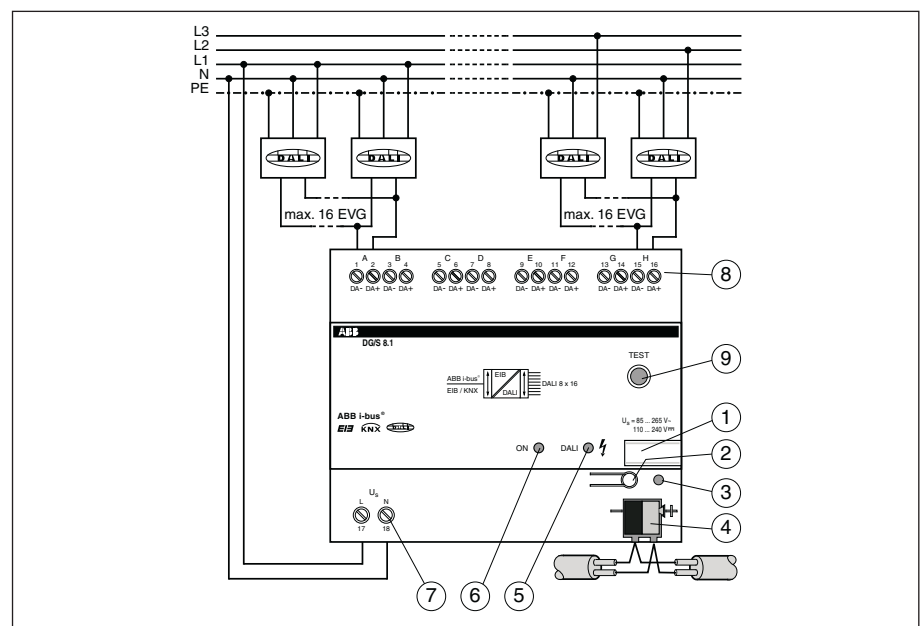 L3
L2
L1
N
PE
DALI DALI DALI DALI
max. 16 EVG max. 16 EVG
A B C D E F G H
1 2 3 4 5 6 7 8 9 10 11 12 13 14 15 16
DA- DA+ DA- DA+ DA- DA+ DA- DA+ DA- DA+ DA- DA+ DA- DA+ DA- DA+
8
ABB
DG/S 8.1
TEST
9
ABB i-bus®
EIB / KNX
EIB
DALI
DALI 8 x 16
ABB i-bus®
EIB KNX DALI
Us = 85 ... 265 V~
110 ... 240 V
1
ON DALI
2
3
Us
L N
17 18
4
7 6 5